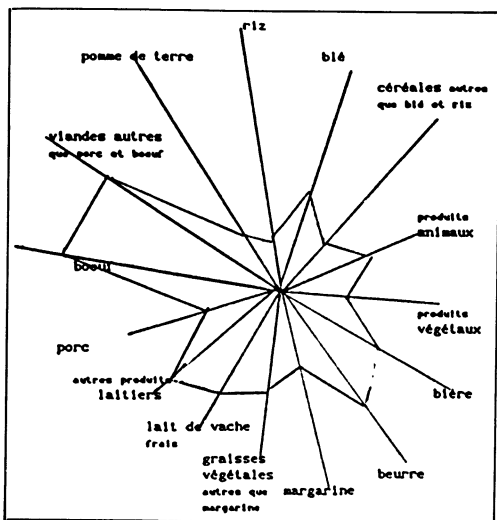 riz
pomme de terre
blé
céréales autres
que blé et riz
viandes autres
que porc et boeuf
produits
animaux
boeuf
produits
végétaux
porc
autres produits
laitiers
bière
lait de vache
frais
beurre
graisses
végétales
autres que
margarine
margarine